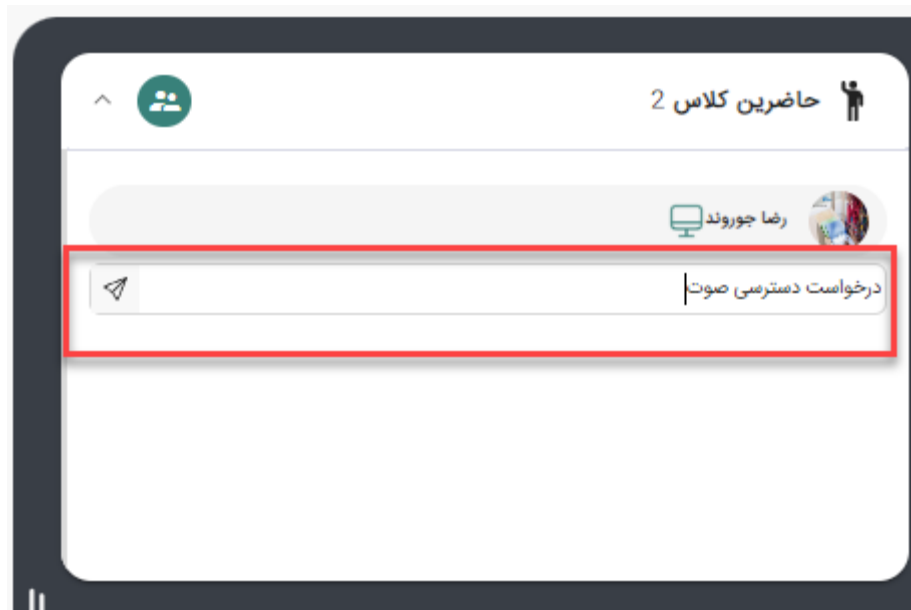 حاضرین کلاس 2
رضا جوروند
درخواست دسترسی صوت